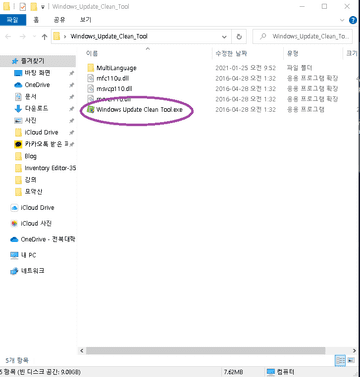 Windows_Update_Clean_Tool
파일 홈 공유 보기
Windows_Update_Clean_Tool
Windows_Update_Clean_To...
이름 수정한 날짜 유형 크기
즐겨찾기
바탕 화면
OneDrive
문서
다운로드
사진
iCloud Drive
카카오톡 받은 파
Blog
Inventory Editor-35
강의
모악산
iCloud Drive
iCloud 사진
OneDrive - 전북대학
내 PC
네트워크
MultiLanguage 2021-01-25 오전 9:52 파일 폴더
mfc110u.dll 2016-04-28 오전 1:32 응용 프로그램 확장
msvcp110.dll 2016-04-28 오전 1:32 응용 프로그램 확장
msvcr110.dll 2016-04-28 오전 1:32 응용 프로그램 확장
Windows Update Clean Tool.exe 2016-04-28 오전 1:32 응용 프로그램
5개 항목
5 항목 (빈 디스크 공간: 9.08GB) 7.62MB 컴퓨터